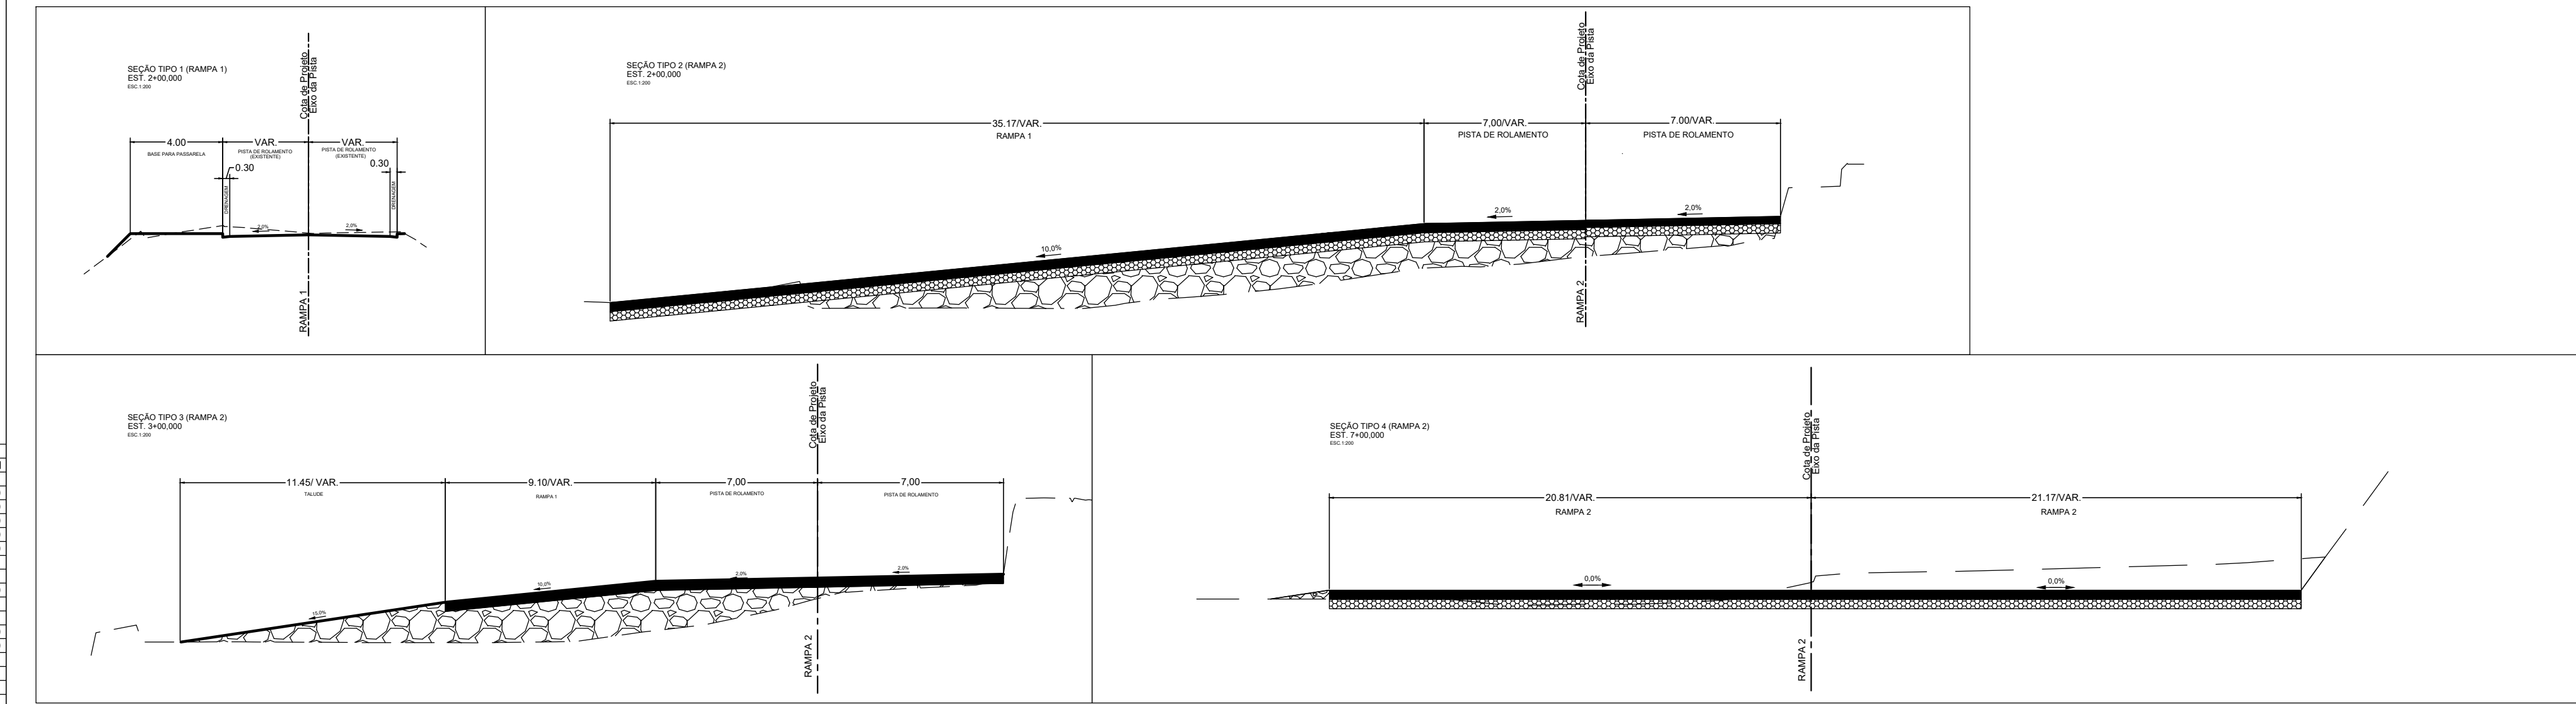 SEÇÃO TIPO 1 (RAMPA 1)
EST. 2+00,000
ESC.1:200
Cota de Projeto
Eixo da Pista
4.00
BASE PARA PASSARELA
VAR.
PISTA DE ROLAMENTO
(EXISTENTE)
VAR.
PISTA DE ROLAMENTO
(EXISTENTE)
0.30
0.30
DRENAGEM
DRENAGEM
2,0%
2,0%
RAMPA 1
SEÇÃO TIPO 2 (RAMPA 2)
EST. 2+00,000
ESC.1:200
Cota de Projeto
Eixo da Pista
35.17/VAR.
RAMPA 1
7,00/VAR.
PISTA DE ROLAMENTO
7.00/VAR.
PISTA DE ROLAMENTO
10,0%
2,0%
2,0%
RAMPA 2
SEÇÃO TIPO 3 (RAMPA 2)
EST. 3+00,000
ESC.1:200
Cota de Projeto
Eixo da Pista
11.45/ VAR.
TALUDE
9.10/VAR.
RAMPA 1
7,00
PISTA DE ROLAMENTO
7,00
PISTA DE ROLAMENTO
15,0%
10,0%
2,0%
2,0%
RAMPA 2
SEÇÃO TIPO 4 (RAMPA 2)
EST. 7+00,000
ESC.1:200
Cota de Projeto
Eixo da Pista
20.81/VAR.
RAMPA 2
21.17/VAR.
RAMPA 2
0,0%
0,0%
RAMPA 2